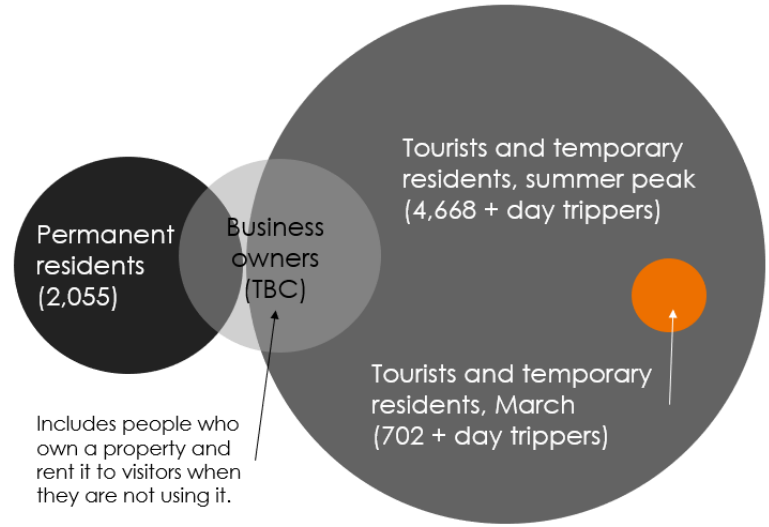 Tourists and temporary
residents, summer peak
(4,668 + day trippers)
Permanent
residents
(2,055)
Business
owners
(TBC)
Tourists and temporary
residents, March
(702 + day trippers)
Includes people who
own a property and
rent it to visitors when
they are not using it.